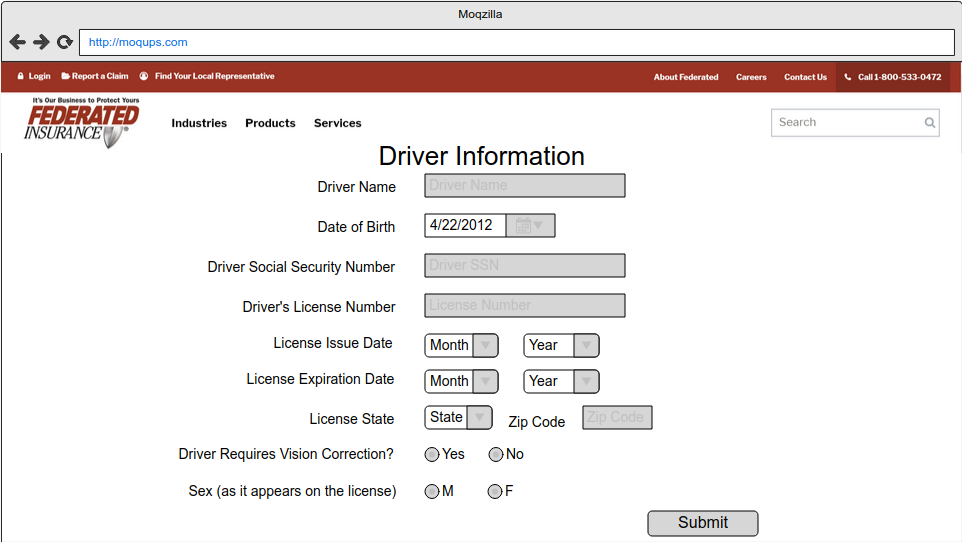 Moqzilla
http://moqups.com
Login Report a Claim Find Your Local Representative About Federated Careers Contact Us Call 1-800-533-0472
It's Our Business to Protect Yours
FEDERATED
INSURANCE ®
Industries Products Services Search
Driver Information
Driver Name Driver Name
Date of Birth 4/22/2012
Driver Social Security Number Driver SSN
Driver's License Number License Number
License Issue Date Month Year
License Expiration Date Month Year
License State State Zip Code Zip Code
Driver Requires Vision Correction? Yes No
Sex (as it appears on the license) M F
Submit